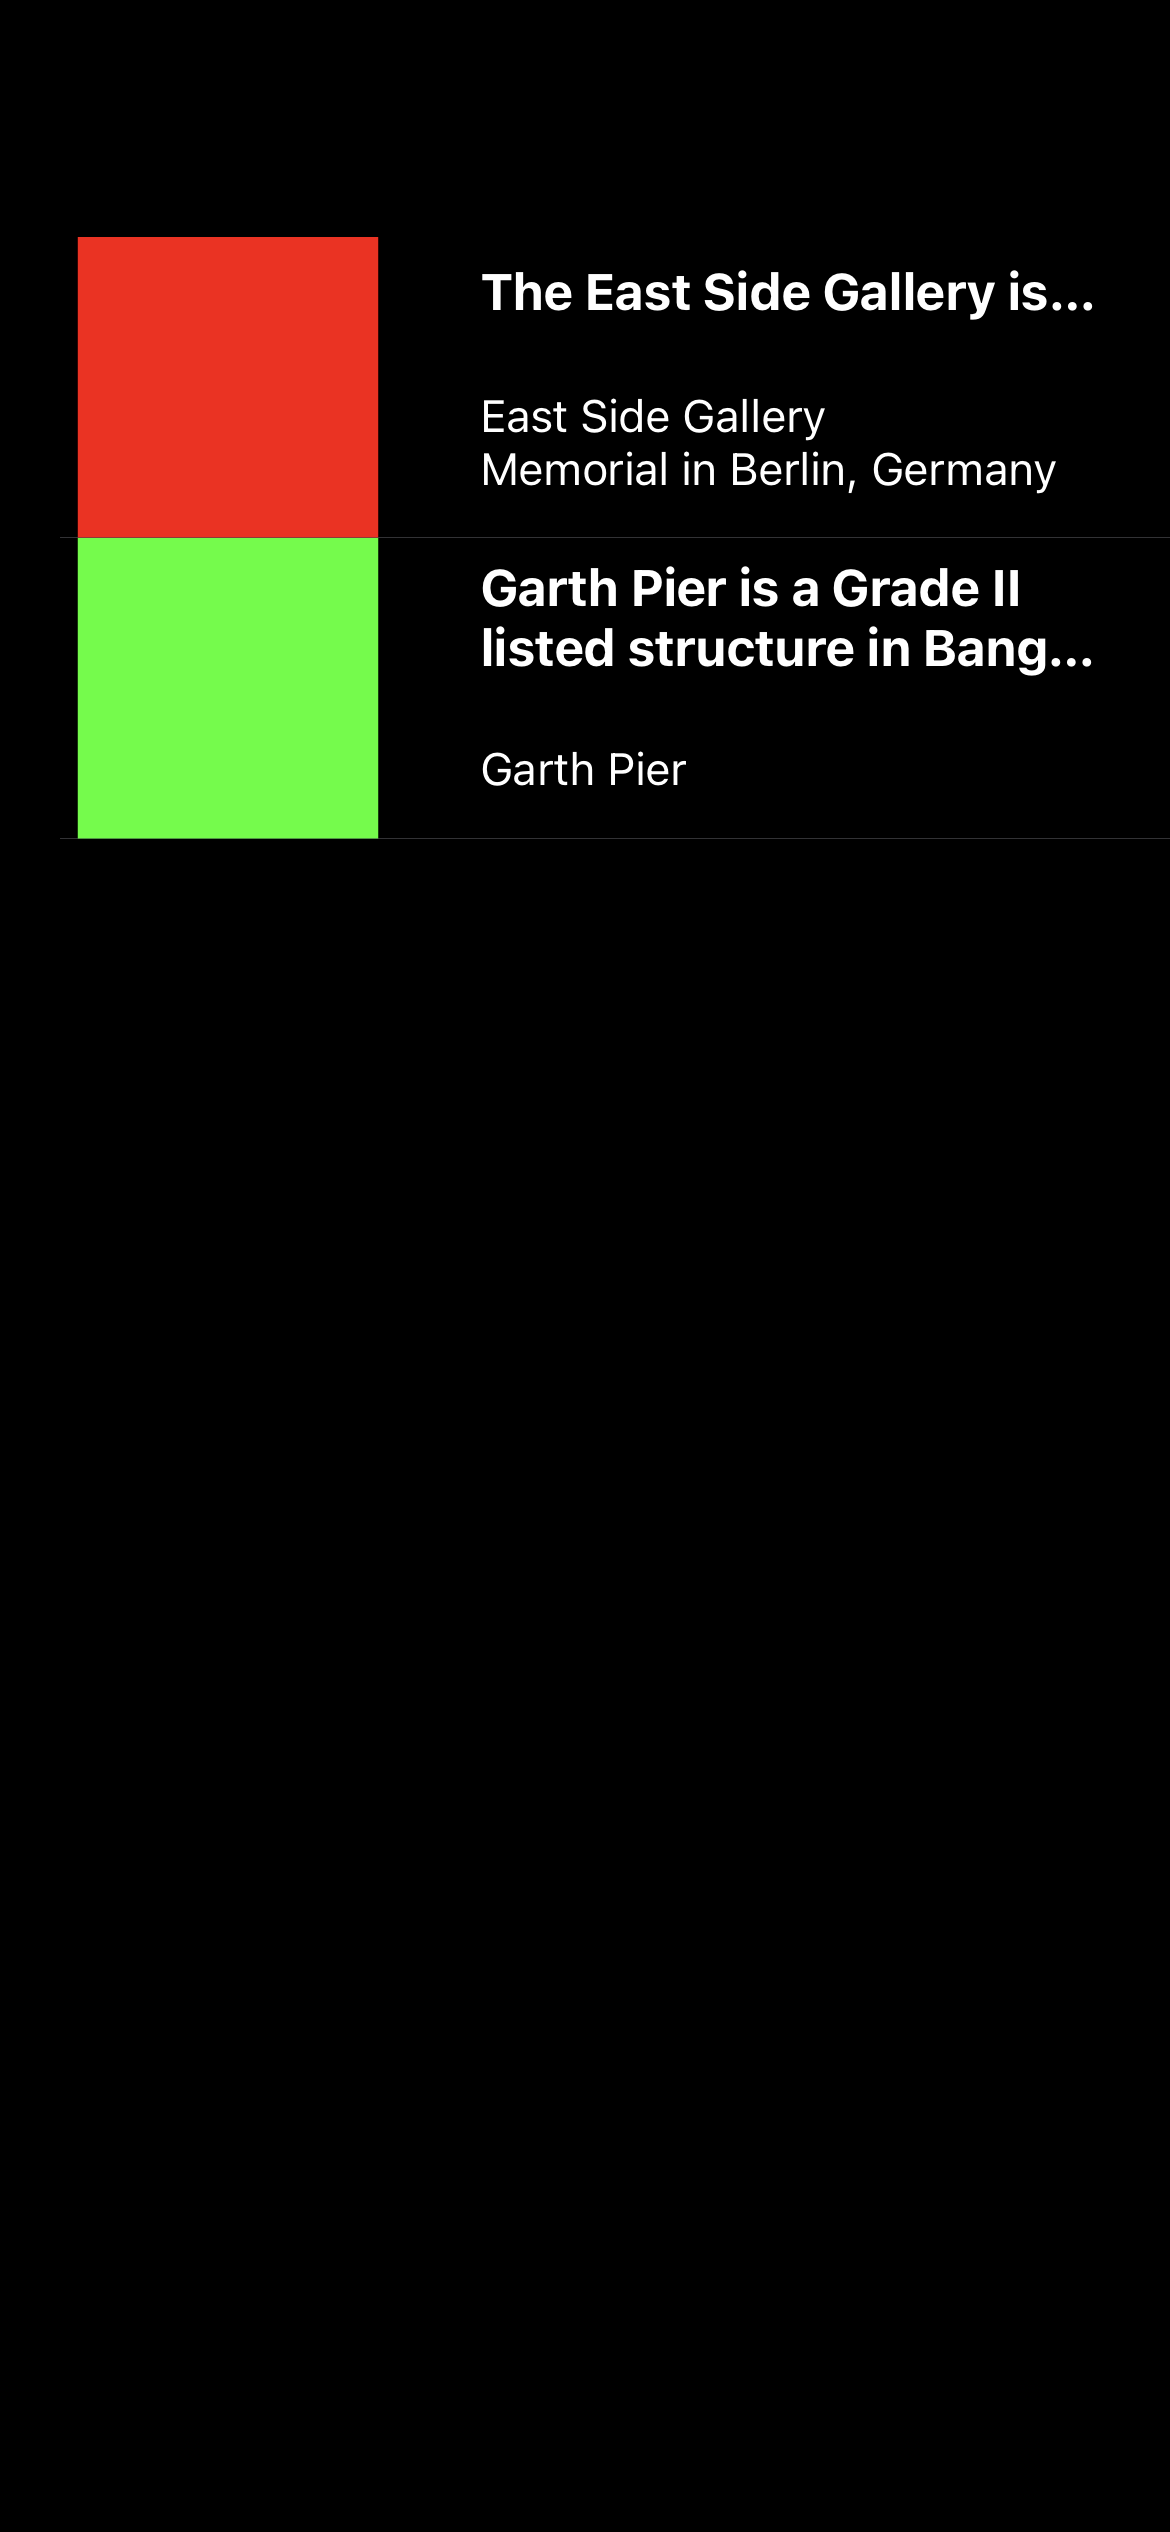 The East Side Gallery is...
East Side Gallery
Memorial in Berlin, Germany
Garth Pier is a Grade II
listed structure in Bang...
Garth Pier